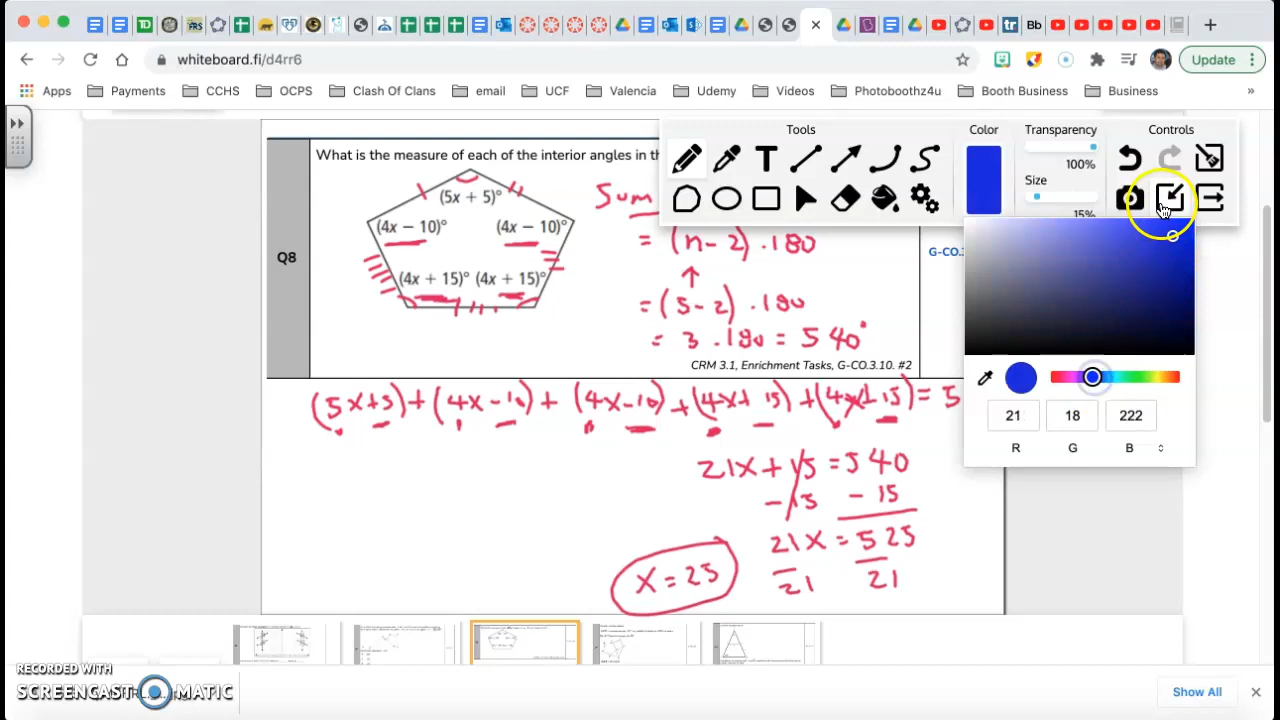 whiteboard.fi/d4rr6
Update
Apps Payments CCHS OCPS Clash Of Clans email UCF Valencia Udemy Videos Photoboothz4u Booth Business Business »
Tools Color Transparency Controls
100%
Size
15%
What is the measure of each of the interior angles in th
Q8
(5x + 5)°
(4x − 10)° (4x − 10)°
(4x + 15)° (4x + 15)°
Sum
= (n-2) . 180
= (5-2) . 180
= 3 . 180 = 540°
CRM 3.1, Enrichment Tasks, G-CO.3.10. #2
G-CO.
(5x+5)+(4x-10)+(4x-10)+(4x+15)+(4x+15)=5
21x+15=540
-15 -15
21x=525
21 21
x=25
21 18 222
R G B
RECORDED WITH
SCREENCAST MATIC
Show All